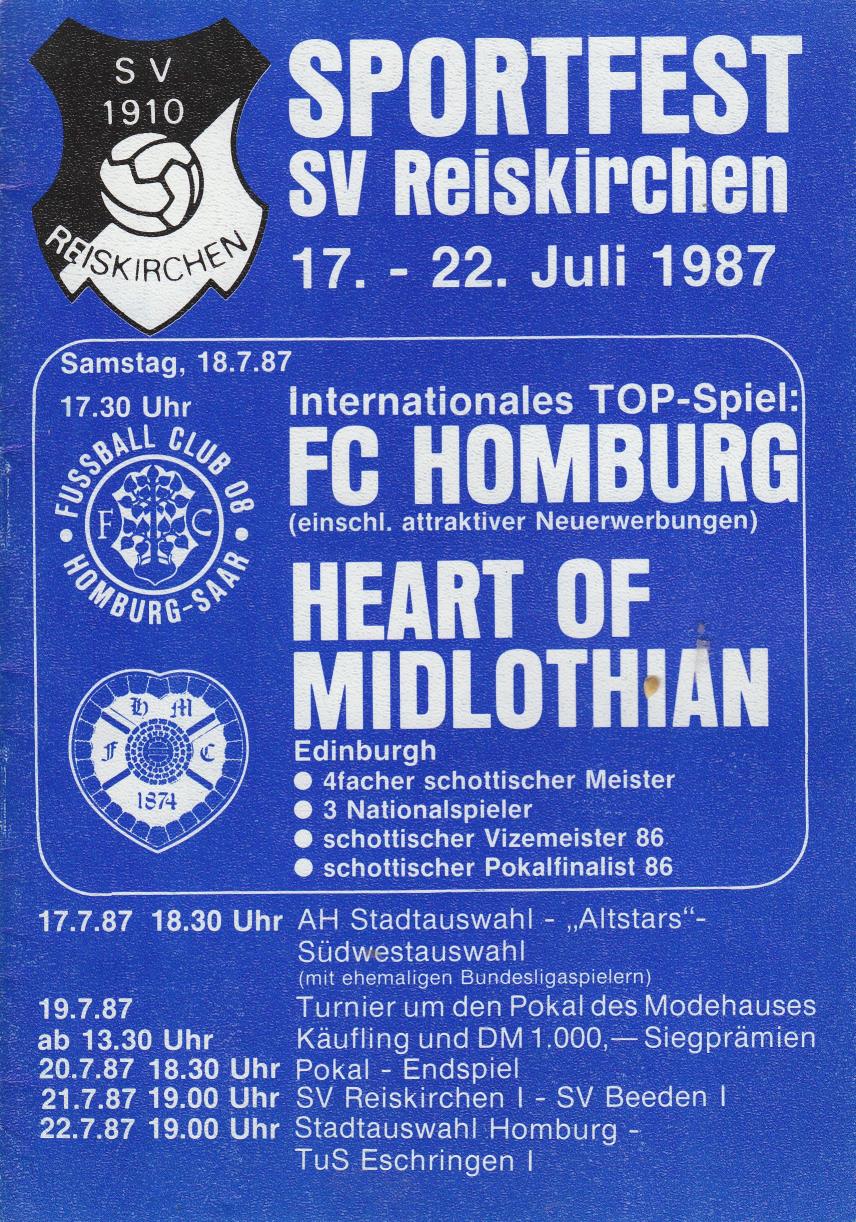 SV
1910
REISKIRCHEN
SPORTFEST
SV Reiskirchen
17. - 22. Juli 1987
Samstag, 18.7.87
17.30 Uhr
Internationales TOP-Spiel:
FC HOMBURG
(einschl. attraktiver Neuerwerbungen)
FUSSBALL CLUB 08
F C
HOMBURG-SAAR
HEART OF
MIDLOTHIAN
H M
F C
1874
Edinburgh
● 4facher schottischer Meister
● 3 Nationalspieler
● schottischer Vizemeister 86
● schottischer Pokalfinalist 86
17.7.87 18.30 Uhr AH Stadtauswahl - „Altstars“-
Südwestauswahl
(mit ehemaligen Bundesligaspielern)
19.7.87 Turnier um den Pokal des Modehauses
ab 13.30 Uhr Käufling und DM 1.000,— Siegprämien
20.7.87 18.30 Uhr Pokal - Endspiel
21.7.87 19.00 Uhr SV Reiskirchen I - SV Beeden I
22.7.87 19.00 Uhr Stadtauswahl Homburg -
TuS Eschringen I